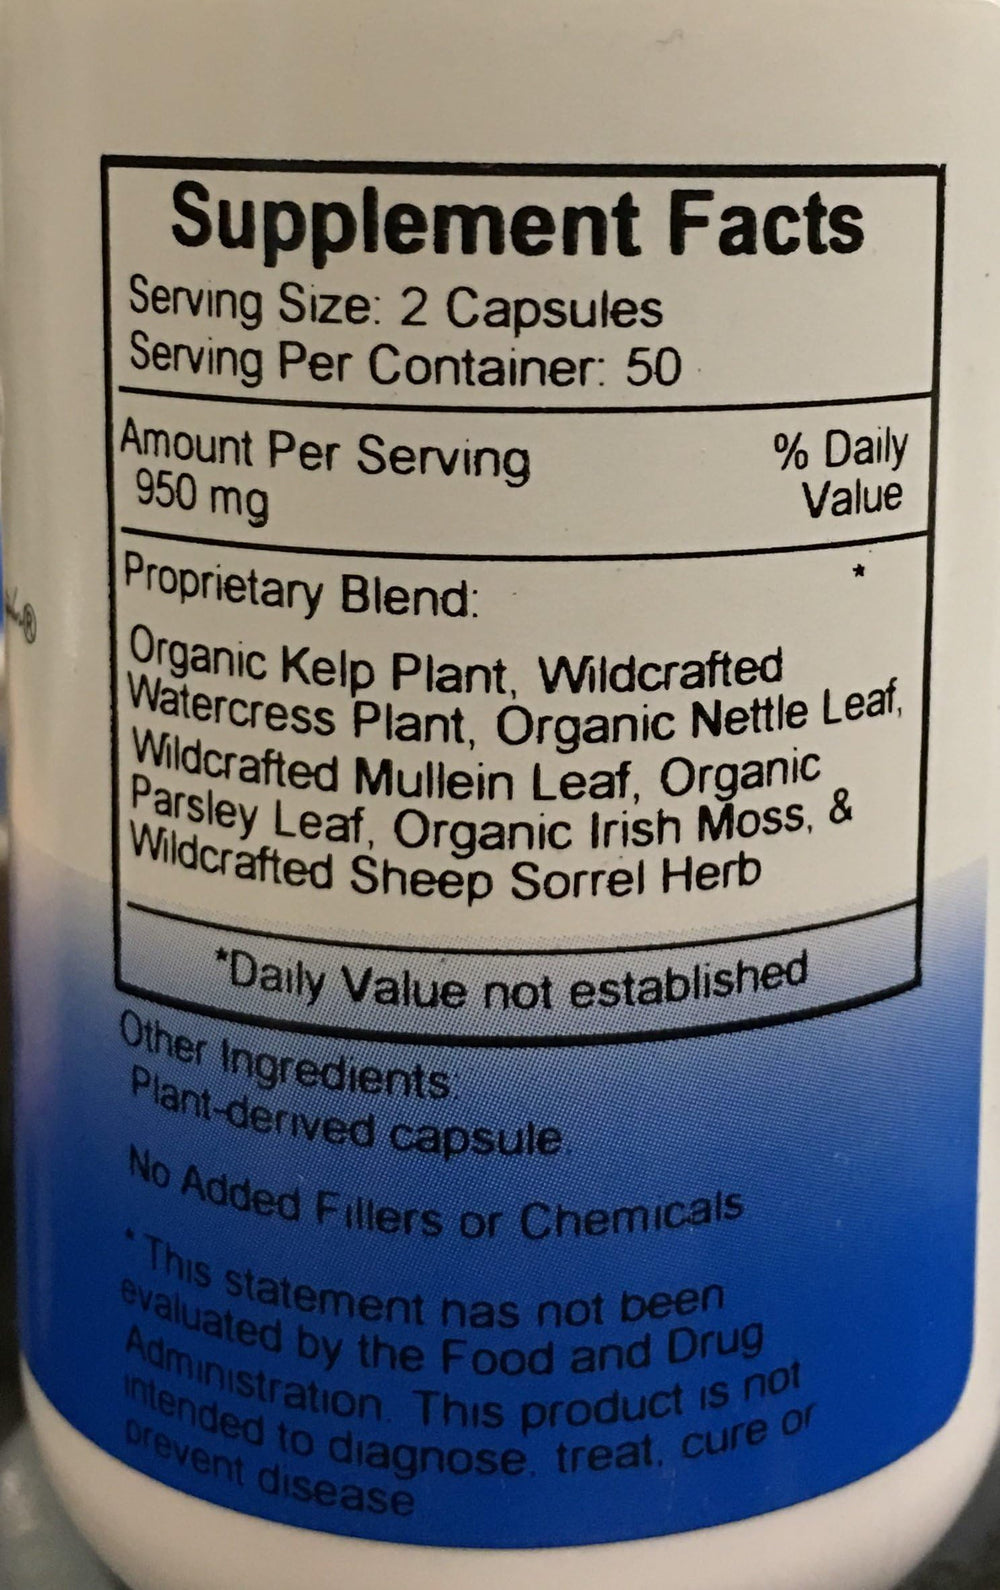 Supplement Facts
Serving Size: 2 Capsules
Serving Per Container: 50
Amount Per Serving
950 mg
% Daily
Value
Proprietary Blend: *
Organic Kelp Plant, Wildcrafted
Watercress Plant, Organic Nettle Leaf,
Wildcrafted Mullein Leaf, Organic
Parsley Leaf, Organic Irish Moss, &
Wildcrafted Sheep Sorrel Herb
*Daily Value not established
Other Ingredients:
Plant-derived capsule.
No Added Fillers or Chemicals
*This statement has not been
evaluated by the Food and Drug
Administration. This product is not
intended to diagnose, treat, cure or
prevent disease
®